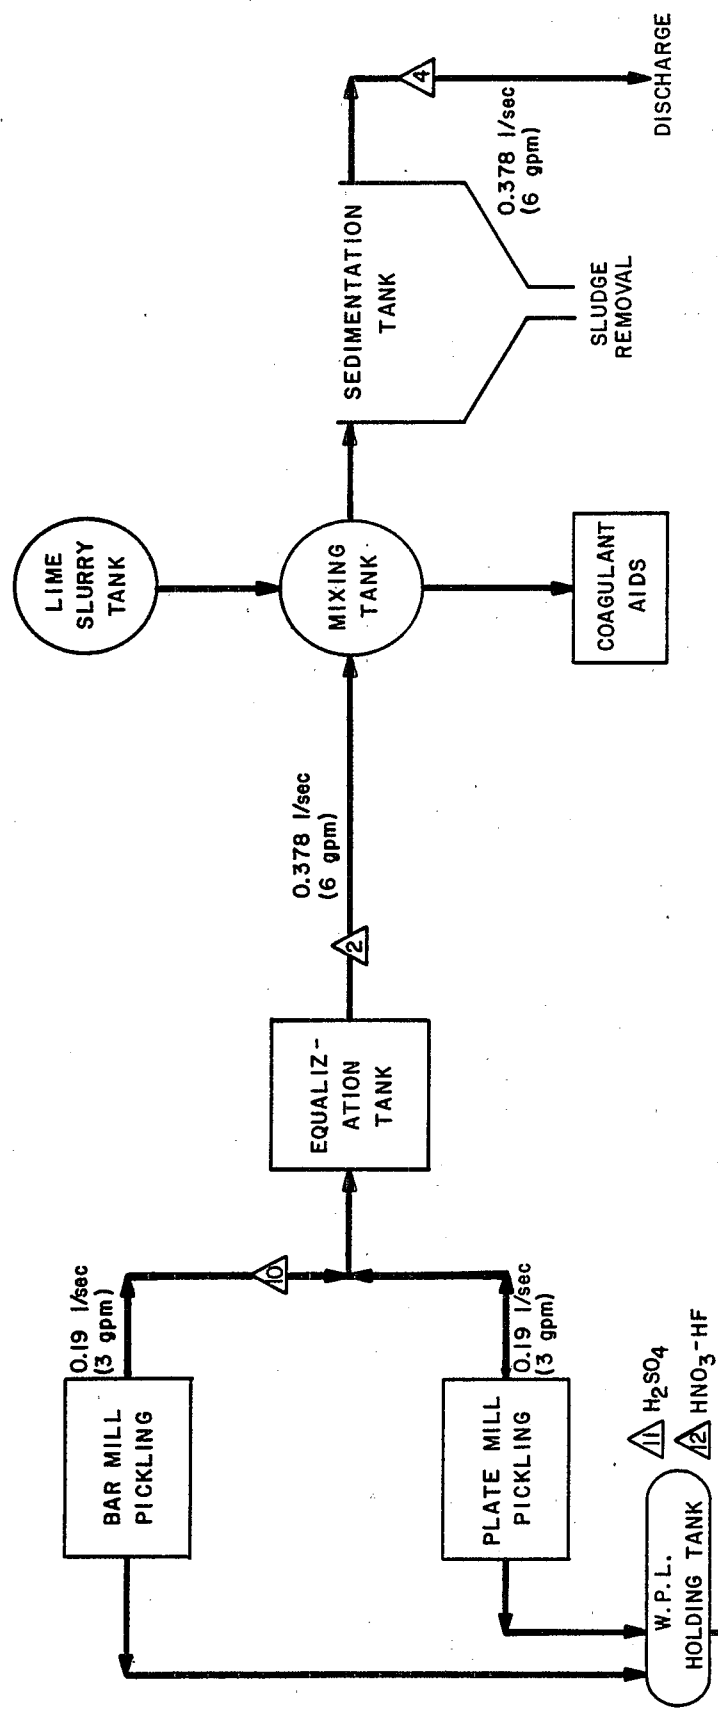 BAR MILL
PICKLING
0.19 l/sec
(3 gpm)
10
PLATE MILL
PICKLING
0.19 l/sec
(3 gpm)
W.P.L.
HOLDING TANK
11 H2SO4
12 HNO3-HF
EQUALIZ-
ATION
TANK
2
0.378 l/sec
(6 gpm)
LIME
SLURRY
TANK
MIXING
TANK
COAGULANT
AIDS
SEDIMENTATION
TANK
SLUDGE
REMOVAL
4
0.378 l/sec
(6 gpm)
DISCHARGE